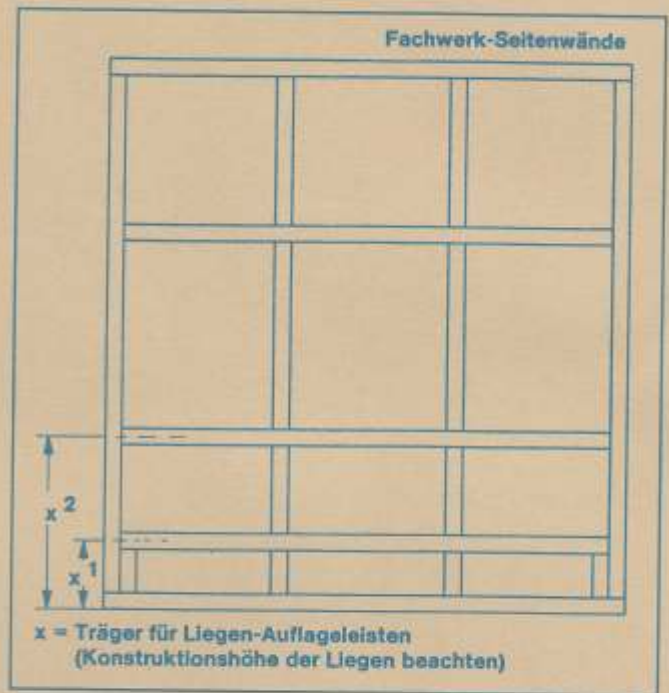 Fachwerk-Seitenwände
x 2
x 1
x = Träger für Liegen-Auflageleisten
(Konstruktionshöhe der Liegen beachten)